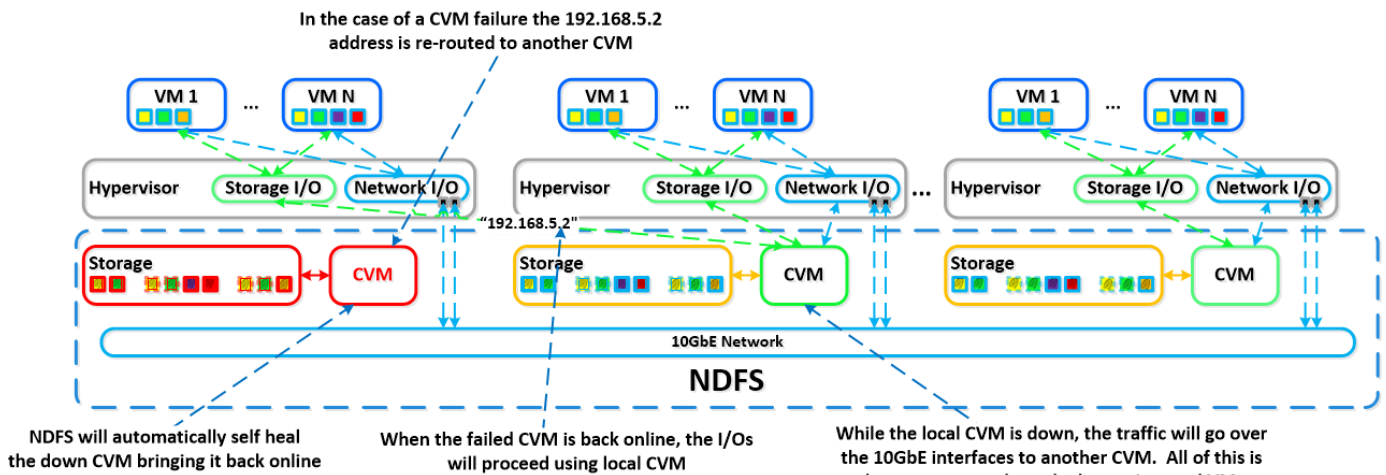 In the case of a CVM failure the 192.168.5.2
address is re-routed to another CVM
VM 1 ... VM N
VM 1 ... VM N
VM 1 ... VM N
Hypervisor Storage I/O Network I/O
Hypervisor Storage I/O Network I/O ...
Hypervisor Storage I/O Network I/O
“192.168.5.2"
Storage CVM
Storage CVM
Storage CVM
10GbE Network
NDFS
NDFS will automatically self heal
the down CVM bringing it back online
When the failed CVM is back online, the I/Os
will proceed using local CVM
While the local CVM is down, the traffic will go over
the 10GbE interfaces to another CVM. All of this is